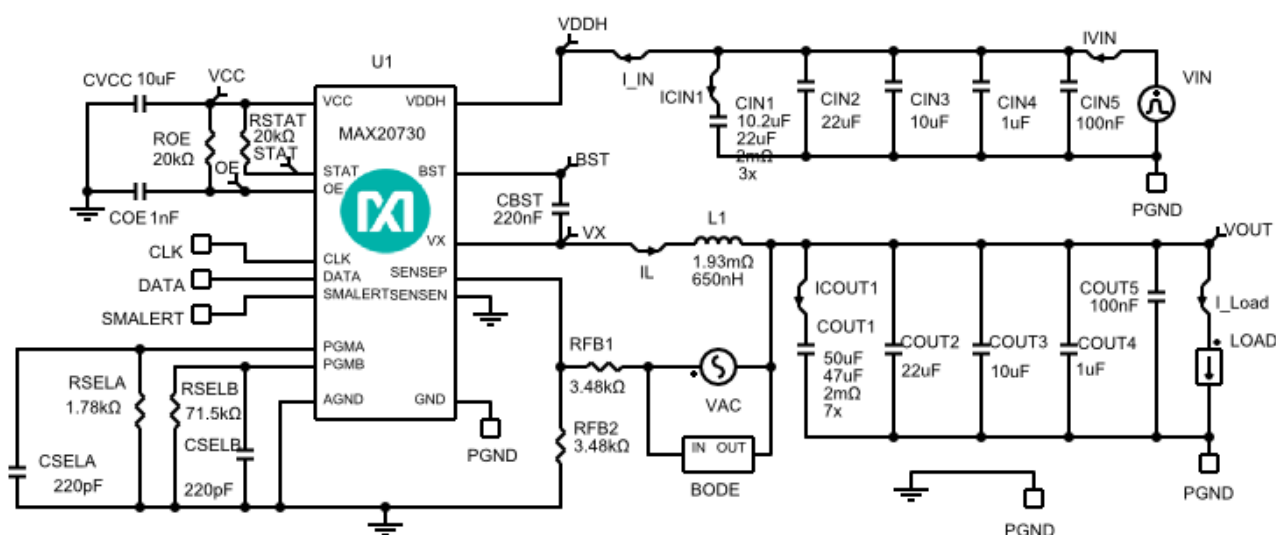 VDDH
U1
I_IN
IVIN
VIN
CVCC 10uF
VCC
ICIN1
CIN1
10.2uF
22uF
2mΩ
3x
CIN2
22uF
CIN3
10uF
CIN4
1uF
CIN5
100nF
PGND
ROE
20kΩ
RSTAT
20kΩ
STAT
OE
COE 1nF
VCC
VDDH
MAX20730
STAT
BST
OE
VX
CLK
SENSEP
DATA
SMALERT
SENSEN
PGMA
PGMB
AGND
GND
BST
CBST
220nF
VX
CLK
DATA
SMALERT
IL
L1
1.93mΩ
650nH
VOUT
ICOUT1
COUT1
50uF
47uF
2mΩ
7x
COUT2
22uF
COUT3
10uF
COUT4
1uF
COUT5
100nF
I_Load
LOAD
RSELA
1.78kΩ
RSELB
71.5kΩ
CSELA
220pF
CSELB
220pF
PGND
RFB1
3.48kΩ
RFB2
3.48kΩ
VAC
IN OUT
BODE
PGND
PGND